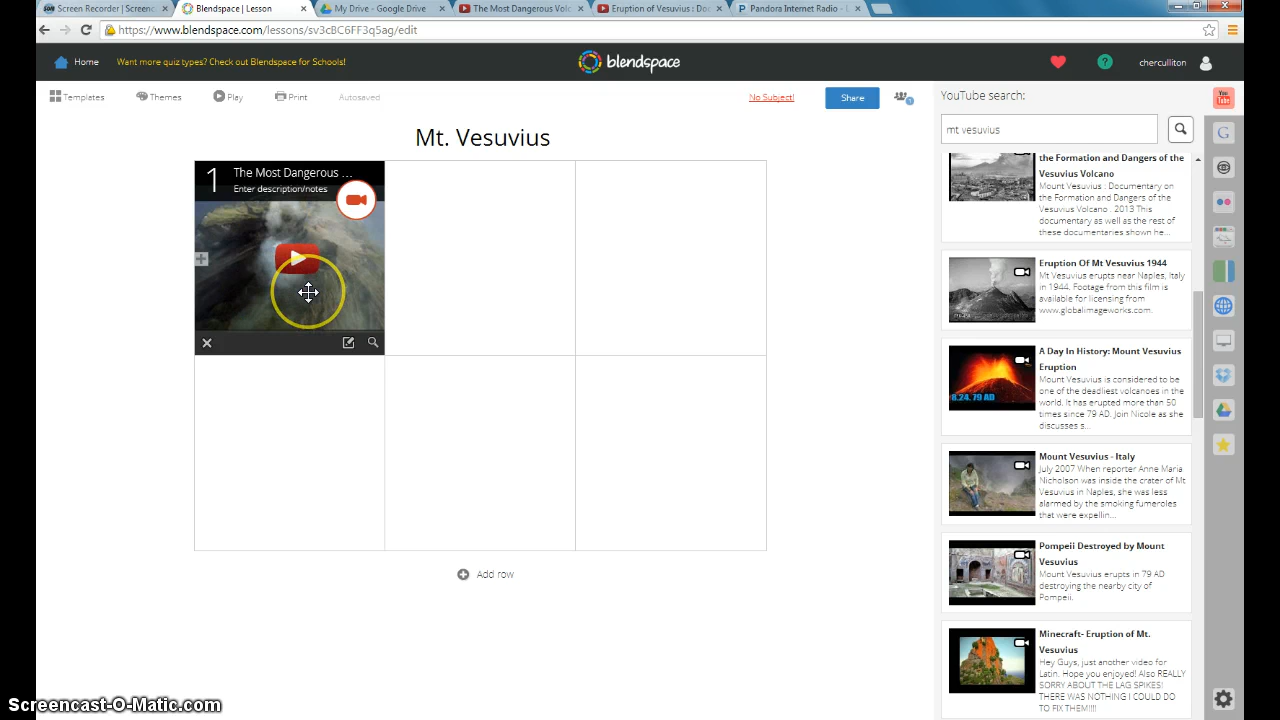 Screen Recorder | Screenc
Blendspace | Lesson
My Drive - Google Drive
The Most Dangerous Volc
Eruption of Vesuvius : Doc
Pandora Internet Radio - L
https://www.blendspace.com/lessons/sv3cBC6FF3q5ag/edit
Home
Want more quiz types? Check out Blendspace for Schools!
blendspace
?
cherculliton
Templates
Themes
Play
Print
Autosaved
No Subject!
Share
1
YouTube search:
You
Tube
mt vesuvius
Mt. Vesuvius
1
The Most Dangerous ...
Enter description/notes
Add row
the Formation and Dangers of the
Vesuvius Volcano
Mount Vesuvius : Documentary
on the Formation and Dangers of the
Vesuvius Volcano . 2013 This
documentary as well as the rest of
these documentaries shown he...
Eruption Of Mt Vesuvius 1944
Mt Vesuvius erupts near Naples, Italy
in 1944. Footage from this film is
available for licensing from
www.globalimageworks.com.
A Day In History: Mount Vesuvius
Eruption
Mount Vesuvius is considered to be
one of the deadliest volcanoes in the
world. It has erupted more than 50
times since 79 AD. Join Nicole as she
discusses s...
8.24. 79 AD
Mount Vesuvius - Italy
July 2007 When reporter Anne Maria
Nicholson was inside the crater of Mt
Vesuvius in Naples, she was less
alarmed by the smoking fumeroles
that were expellin...
Pompeii Destroyed by Mount
Vesuvius
Mount Vesuvius erupts in 79 AD
destroying the nearby city of
Pompeii.
Minecraft- Eruption of Mt.
Vesuvius
Hey Guys, just another video for
Latin. Hope you enjoyed! Also REALLY
SORRY ABOUT THE LAG SPIKES!
THERE WAS NOTHING I COULD DO
TO FIX THEM!!!!
Screencast-O-Matic.com